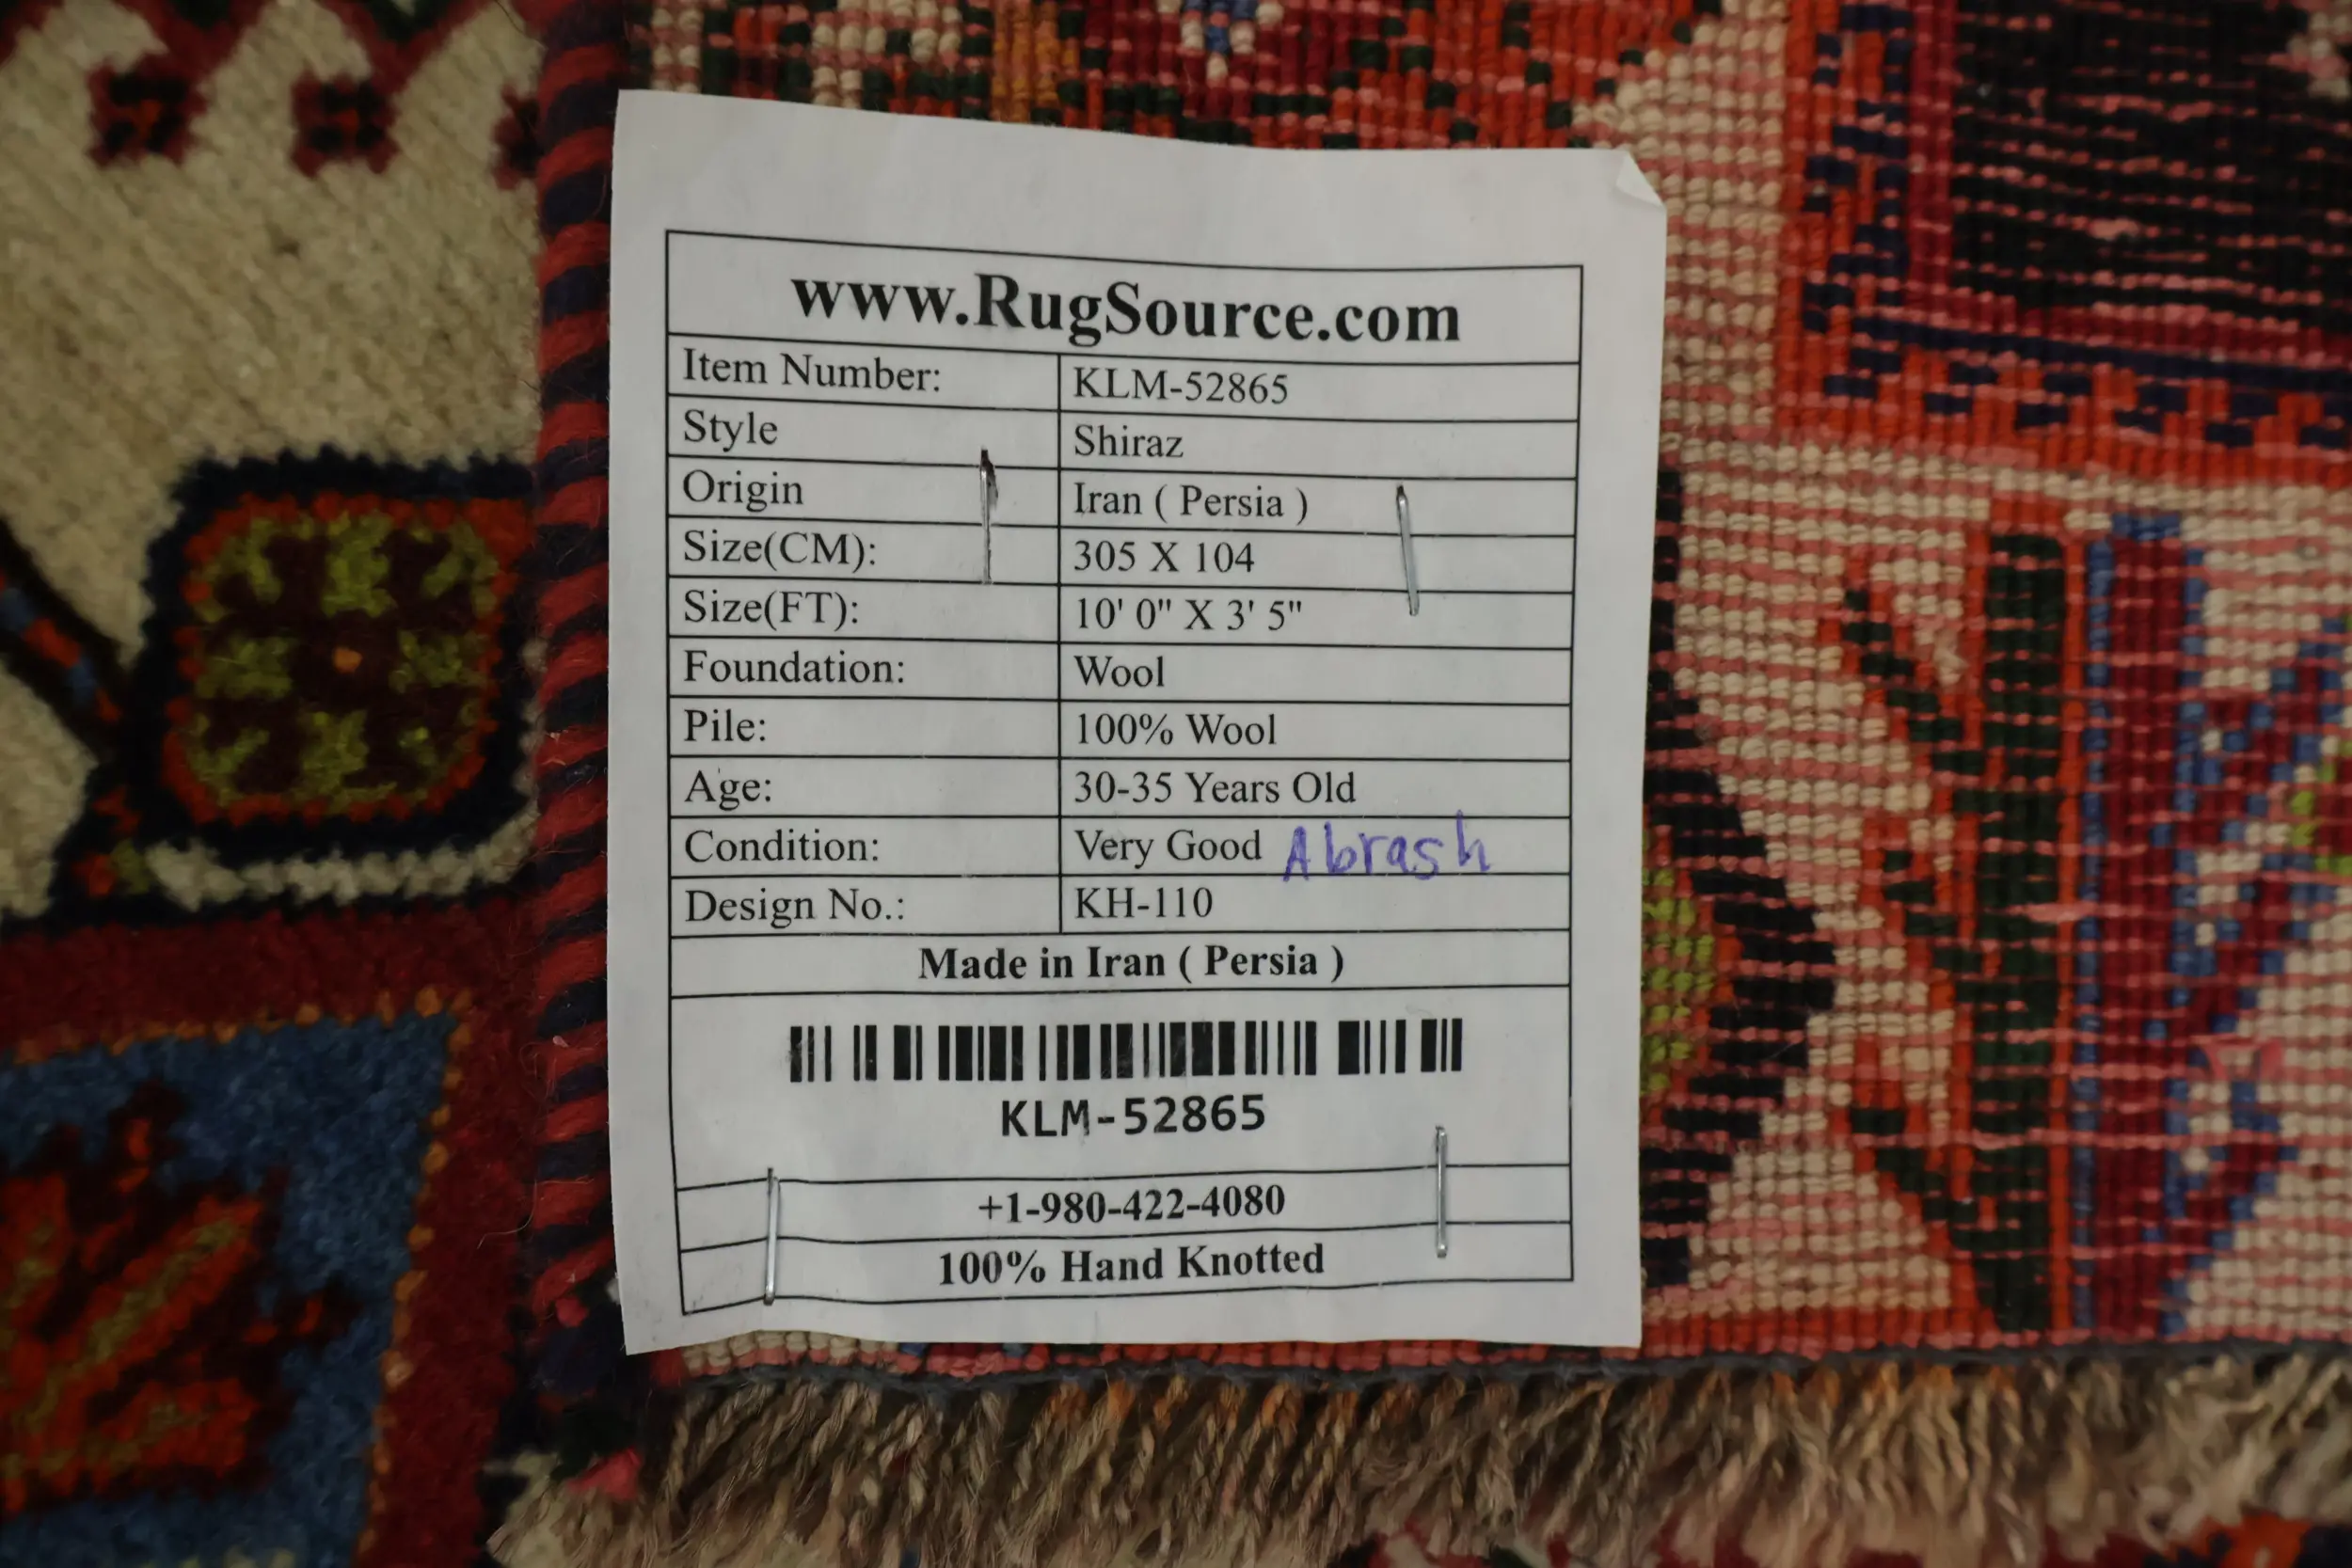 www.RugSource.com
Item Number: KLM-52865
Style Shiraz
Origin Iran ( Persia )
Size(CM): 305 X 104
Size(FT): 10' 0" X 3' 5"
Foundation: Wool
Pile: 100% Wool
Age: 30-35 Years Old
Condition: Very Good Abrash
Design No.: KH-110
Made in Iran ( Persia )
KLM-52865
+1-980-422-4080
100% Hand Knotted